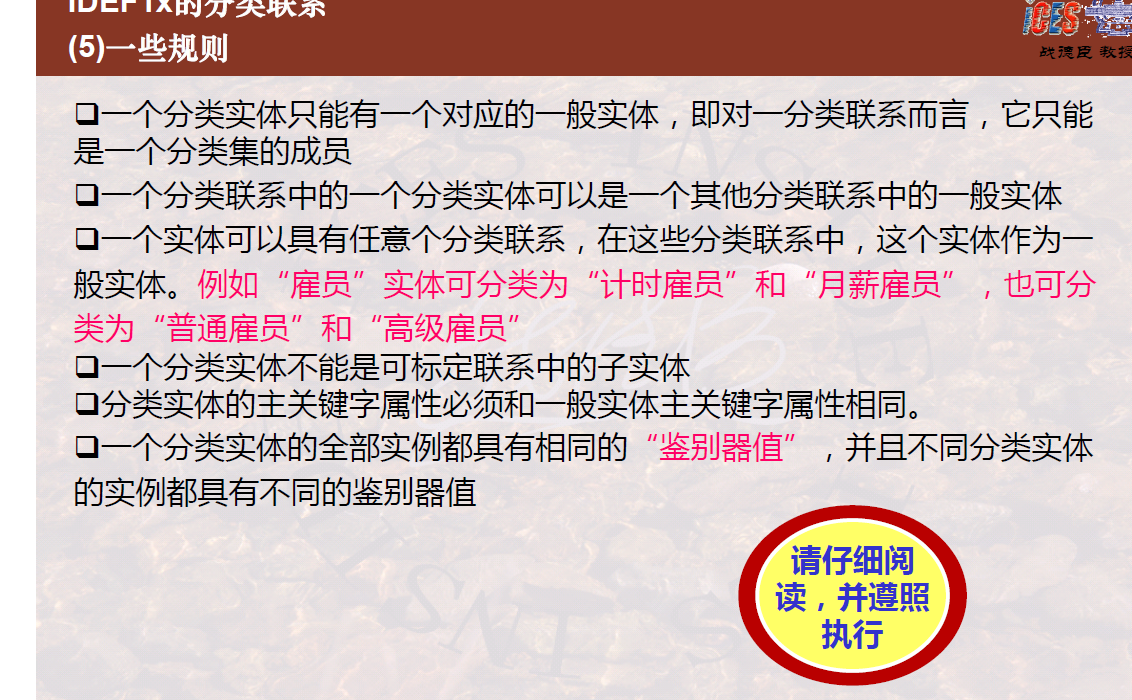 IDEF1x的分类联系
(5)一些规则
ICES
战德臣 教授
❑一个分类实体只能有一个对应的一般实体，即对一分类联系而言，它只能
是一个分类集的成员
❑一个分类联系中的一个分类实体可以是一个其他分类联系中的一般实体
❑一个实体可以具有任意个分类联系，在这些分类联系中，这个实体作为一
般实体。例如“雇员”实体可分类为“计时雇员”和“月薪雇员”，也可分
类为“普通雇员”和“高级雇员”
❑一个分类实体不能是可标定联系中的子实体
❑分类实体的主关键字属性必须和一般实体主关键字属性相同。
❑一个分类实体的全部实例都具有相同的“鉴别器值”，并且不同分类实体
的实例都具有不同的鉴别器值
请仔细阅
读，并遵照
执行